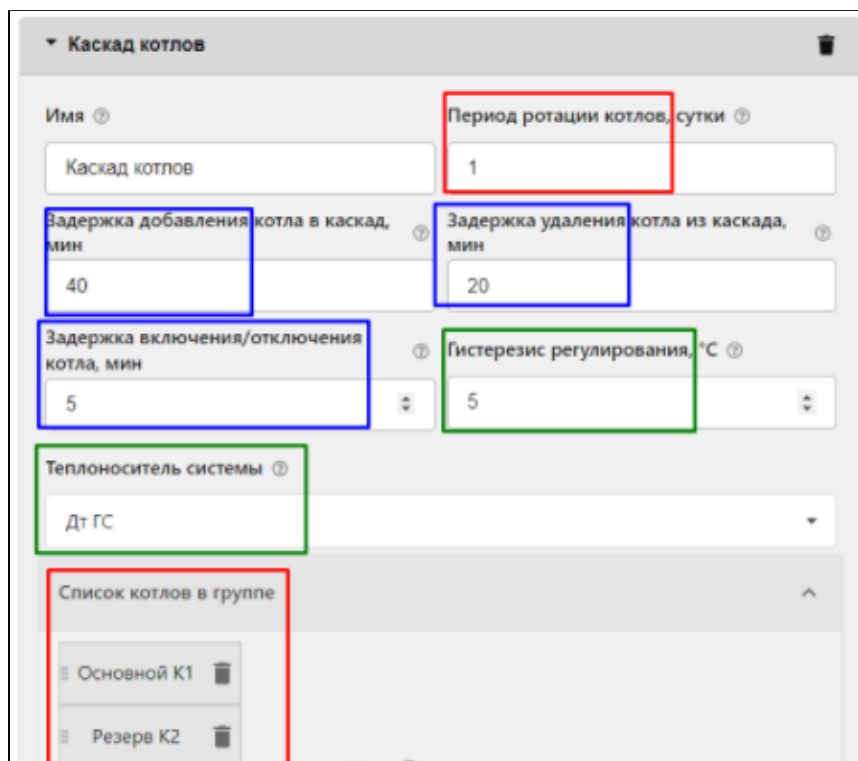 Каскад котлов
Имя
Период ротации котлов, сутки
Каскад котлов
1
Задержка добавления котла в каскад,
мин
Задержка удаления котла из каскада,
мин
40
20
Задержка включения/отключения
котла, мин
Гистерезис регулирования, °C
5
5
Теплоноситель системы
Дт ГС
Список котлов в группе
Основной К1
Резерв К2